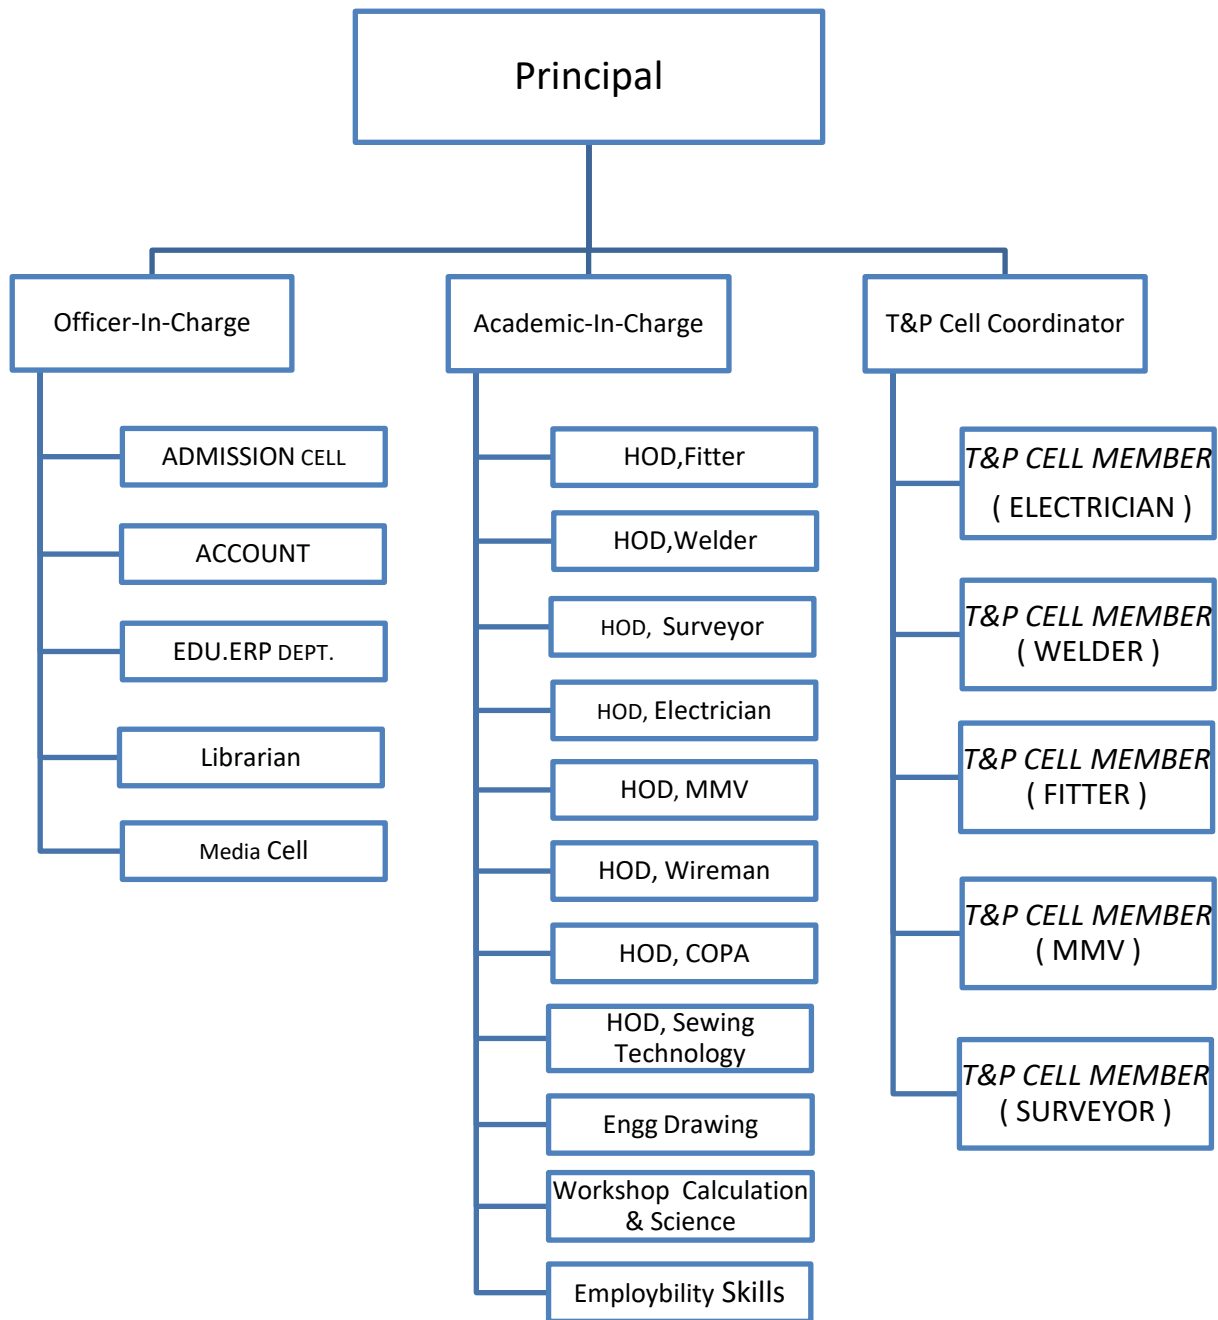 Principal
Officer-In-Charge
ADMISSION CELL
ACCOUNT
EDU.ERP DEPT.
Librarian
Media Cell
Academic-In-Charge
HOD,Fitter
HOD,Welder
HOD, Surveyor
HOD, Electrician
HOD, MMV
HOD, Wireman
HOD, COPA
HOD, Sewing
Technology
Engg Drawing
Workshop Calculation
& Science
Employbility Skills
T&P Cell Coordinator
T&P CELL MEMBER
( ELECTRICIAN )
T&P CELL MEMBER
( WELDER )
T&P CELL MEMBER
( FITTER )
T&P CELL MEMBER
( MMV )
T&P CELL MEMBER
( SURVEYOR )